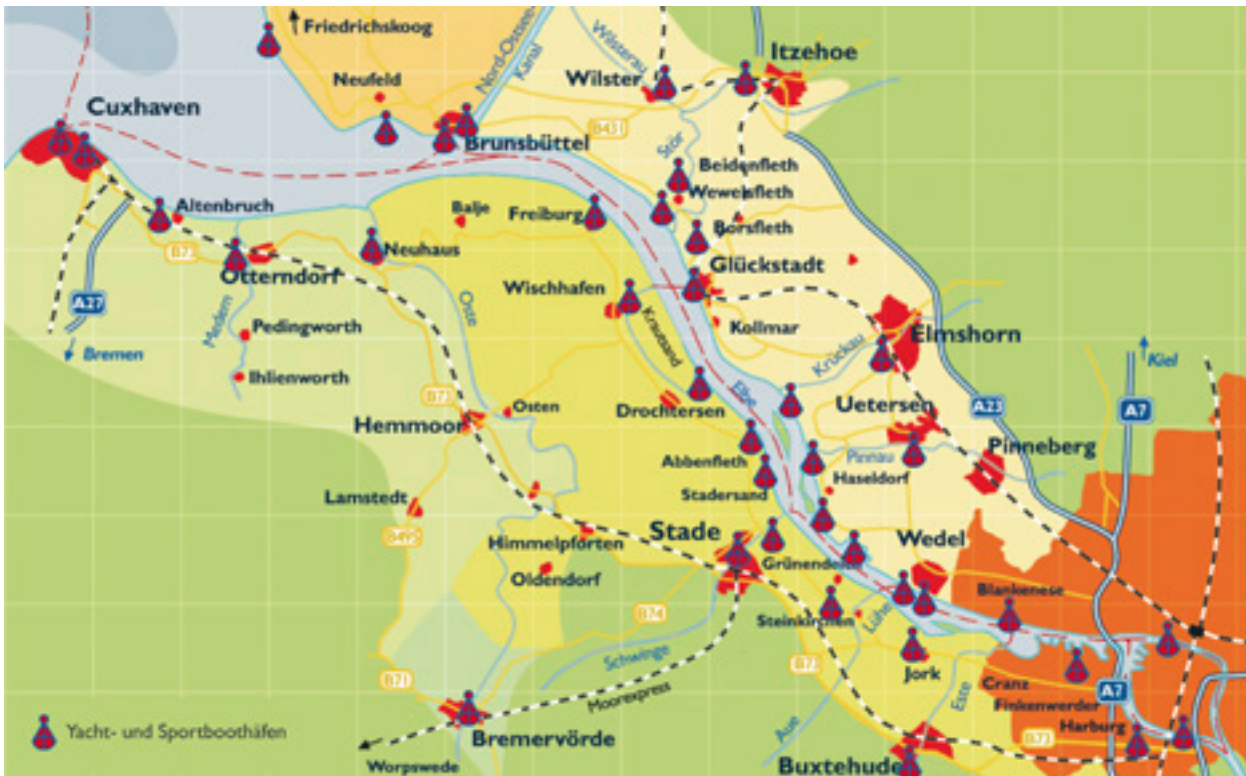 Friedrichskoog
Neufeld
Nord-Ostsee-
Kanal
Wilsterau
Wilster
Itzehoe
Cuxhaven
Brunsbüttel
B431
Stör
Beidenfleth
Wewelsfleth
Borsfleth
Altenbruch
Balje
Freiburg
B73
Otterndorf
Neuhaus
Glückstadt
A27
Bremen
Medem
Pedingworth
Ihlienworth
Oste
Wischhafen
Krautsand
Kollmar
Krückau
Elmshorn
Kiel
B73
Hemmoor
Osten
Drochtersen
Elbe
Uetersen
A23
A7
Pinneberg
Abbenfleth
Pinnau
Haseldorf
Stadersand
Lamstedt
B495
Himmelpforten
Stade
Oldendorf
Wedel
Blankenese
B74
Steinkirchen
Lühe
Schwinge
B73
Jork
B71
Moorexpress
Este
Cranz
Finkenwerder
A7
Harburg
B73
Aue
Yacht- und Sportboothäfen
Bremervörde
Worpswede
Buxtehude